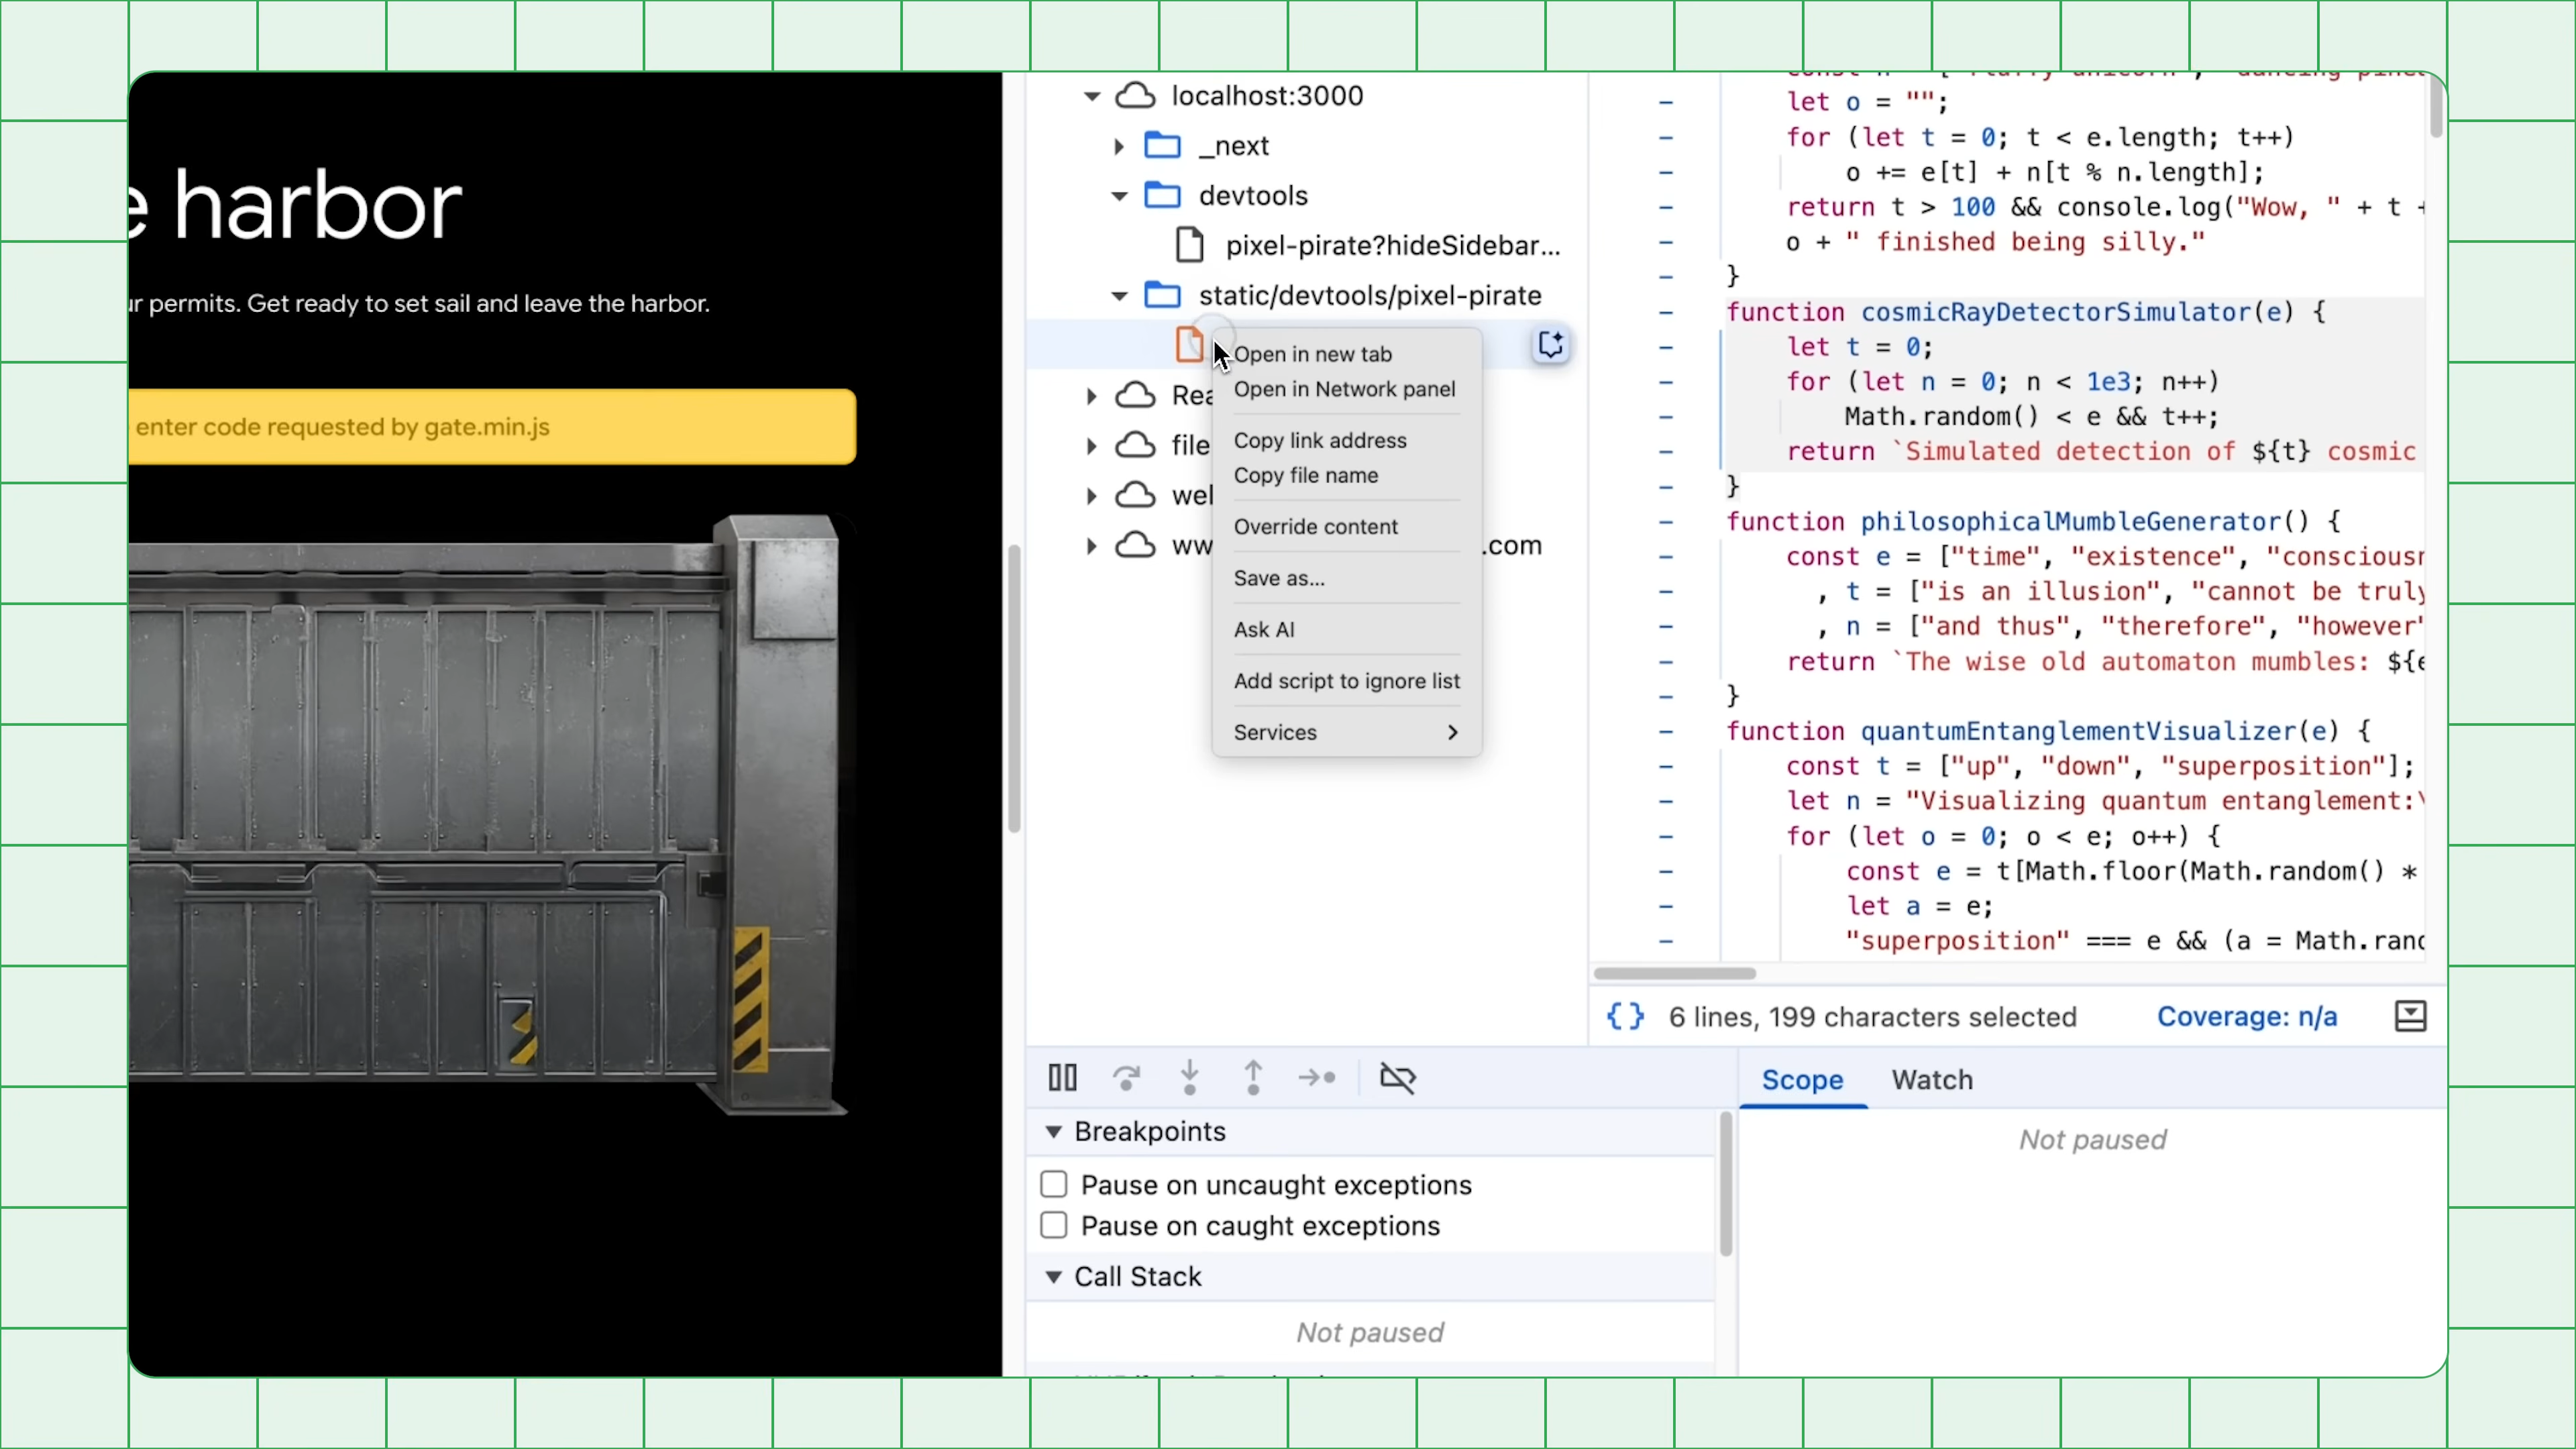 e harbor
ur permits. Get ready to set sail and leave the harbor.
enter code requested by gate.min.js
localhost:3000
_next
devtools
pixel-pirate?hideSidebar...
static/devtools/pixel-pirate
Rea
file
wel
ww
.com
Open in new tab
Open in Network panel
Copy link address
Copy file name
Override content
Save as...
Ask AI
Add script to ignore list
Services
let o = "";
for (let t = 0; t < e.length; t++)
o += e[t] + n[t % n.length];
return t > 100 && console.log("Wow, " + t +
o + " finished being silly."
}
function cosmicRayDetectorSimulator(e) {
let t = 0;
for (let n = 0; n < 1e3; n++)
Math.random() < e && t++;
return `Simulated detection of ${t} cosmic
}
function philosophicalMumbleGenerator() {
const e = ["time", "existence", "consciousn
, t = ["is an illusion", "cannot be truly
, n = ["and thus", "therefore", "however"
return `The wise old automaton mumbles: ${e
}
function quantumEntanglementVisualizer(e) {
const t = ["up", "down", "superposition"];
let n = "Visualizing quantum entanglement:\
for (let o = 0; o < e; o++) {
const e = t[Math.floor(Math.random() *
let a = e;
"superposition" === e && (a = Math.rand
{} 6 lines, 199 characters selected
Coverage: n/a
Breakpoints
Pause on uncaught exceptions
Pause on caught exceptions
Call Stack
Not paused
Scope
Watch
Not paused